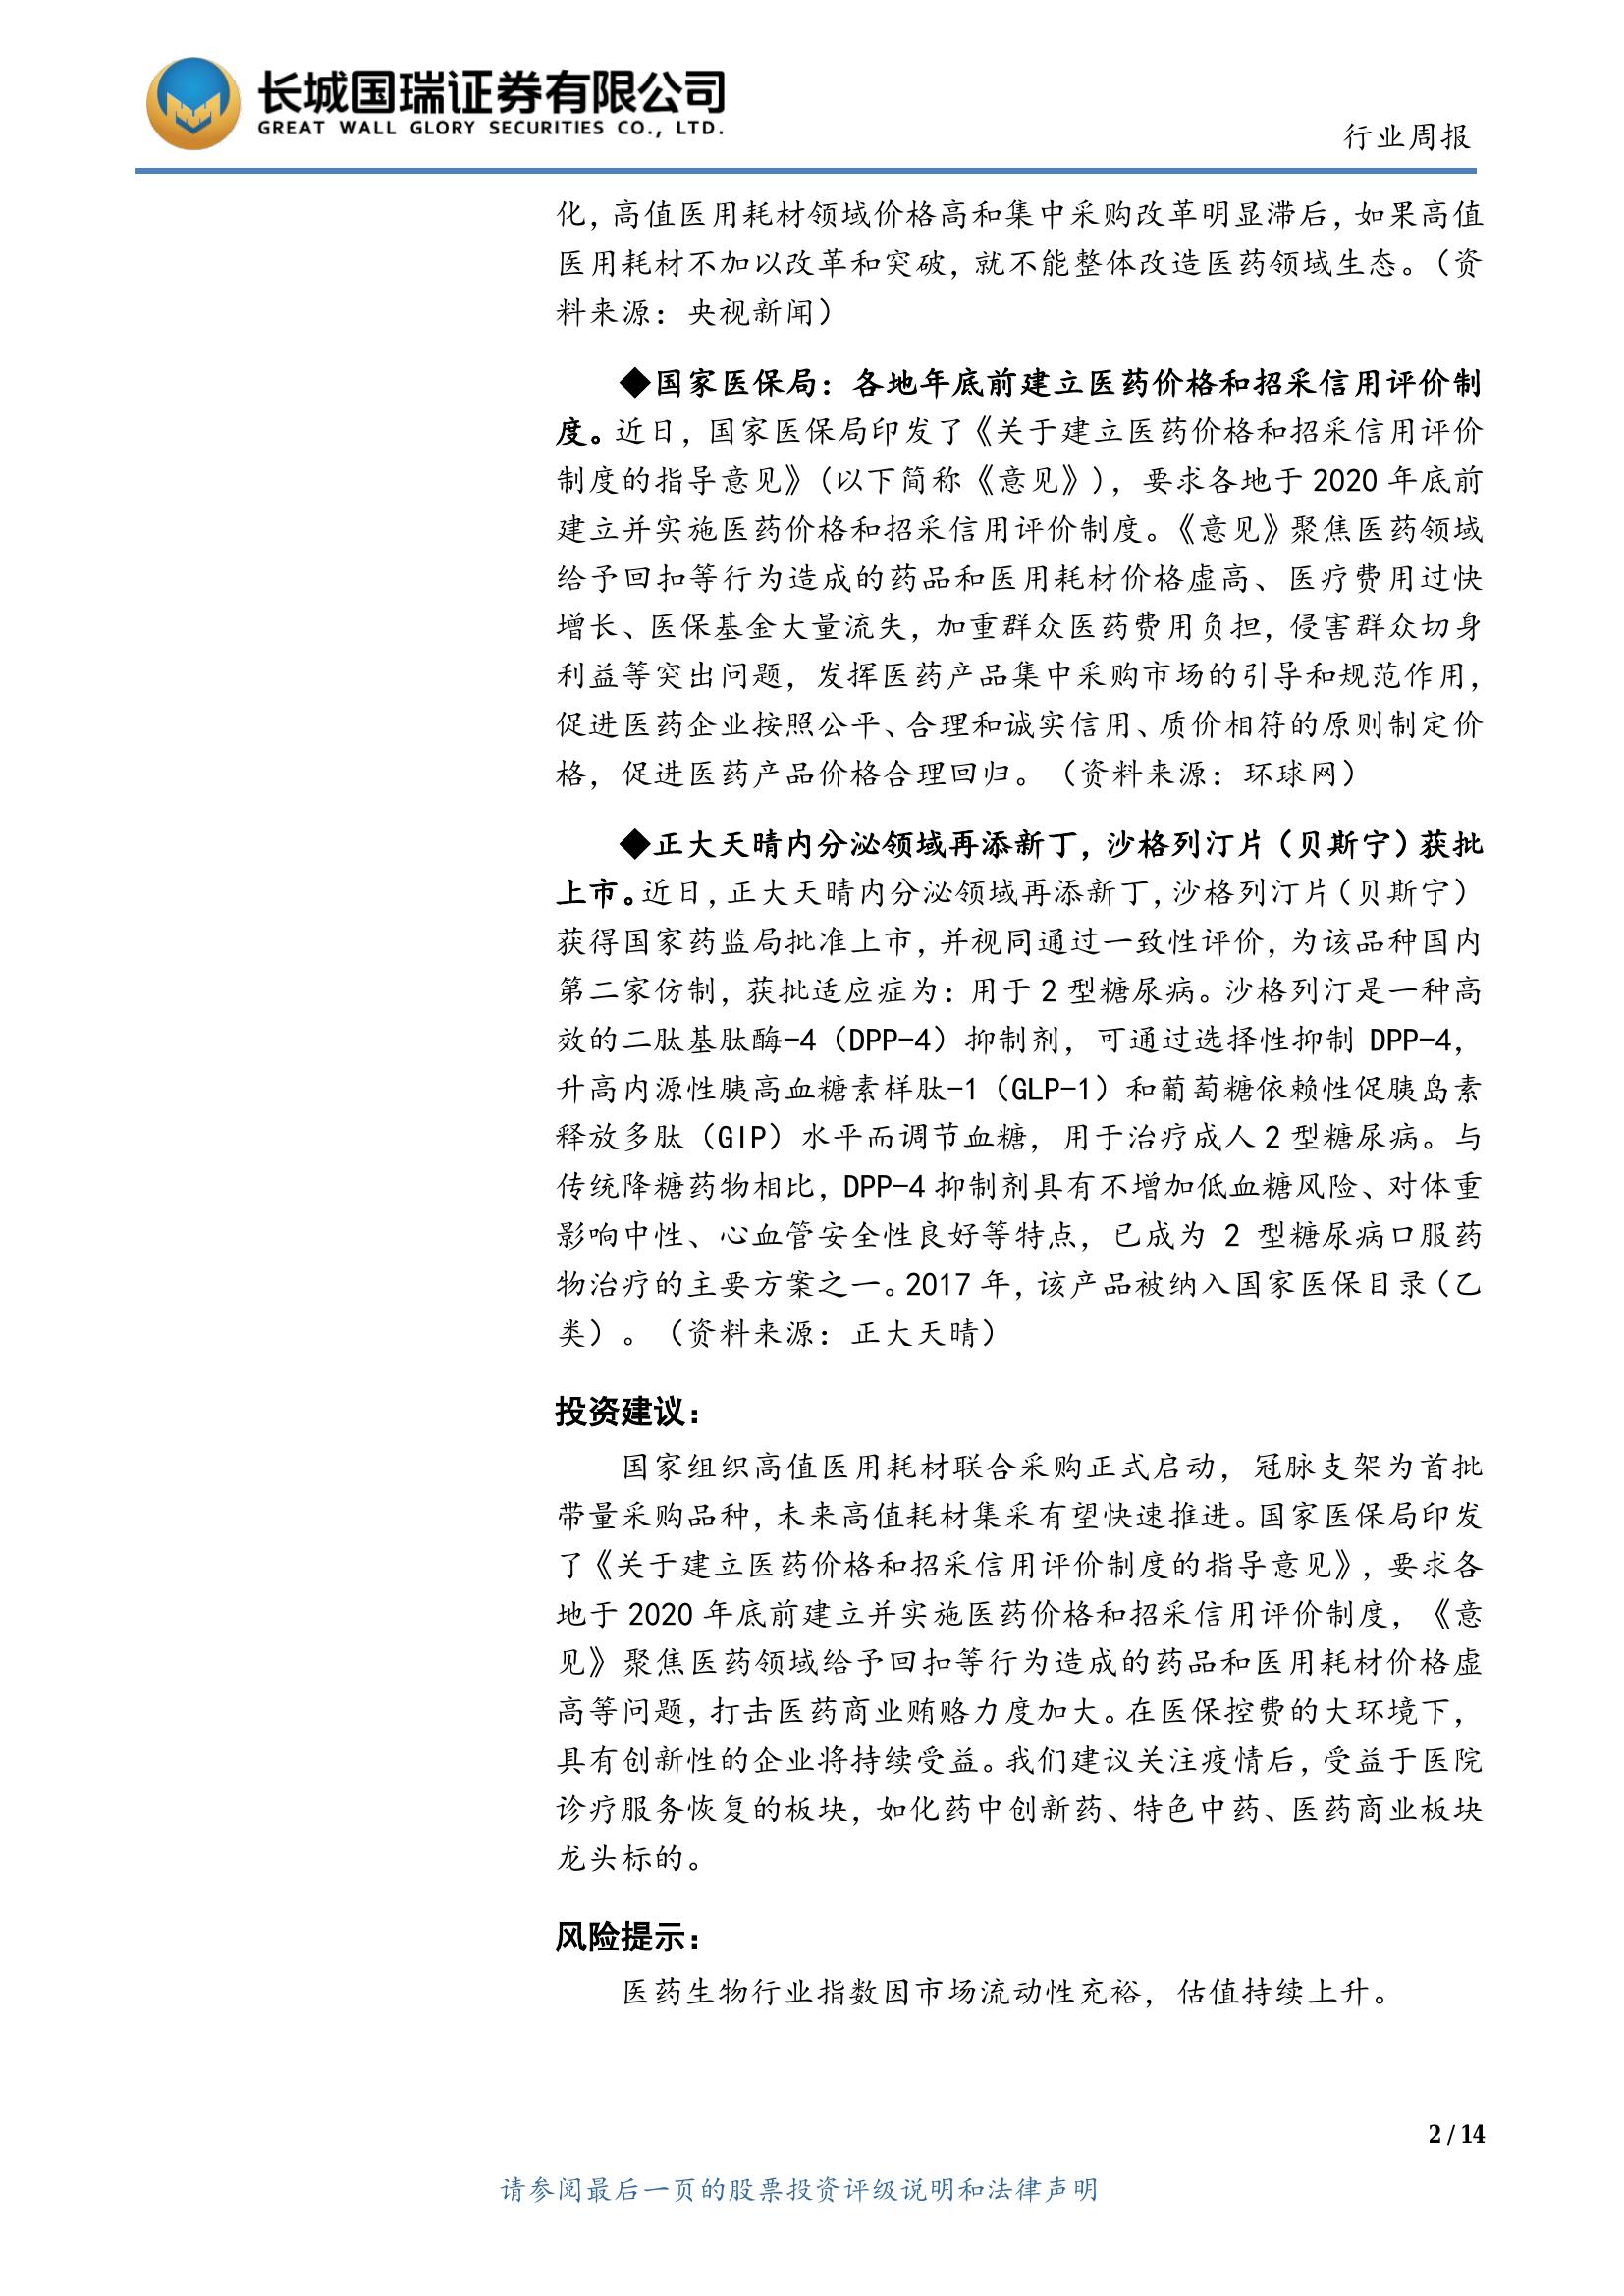 长城国瑞证券有限公司
GREAT WALL GLORY SECURITIES CO., LTD.
行业周报
化，高值医用耗材领域价格高和集中采购改革明显滞后，如果高值
医用耗材不加以改革和突破，就不能整体改造医药领域生态。（资
料来源：央视新闻）
◆国家医保局：各地年底前建立医药价格和招采信用评价制
度。近日，国家医保局印发了《关于建立医药价格和招采信用评价
制度的指导意见》（以下简称《意见》），要求各地于 2020 年底前
建立并实施医药价格和招采信用评价制度。《意见》聚焦医药领域
给予回扣等行为造成的药品和医用耗材价格虚高、医疗费用过快
增长、医保基金大量流失，加重群众医药费用负担，侵害群众切身
利益等突出问题，发挥医药产品集中采购市场的引导和规范作用，
促进医药企业按照公平、合理和诚实信用、质价相符的原则制定价
格，促进医药产品价格合理回归。（资料来源：环球网）
◆正大天晴内分泌领域再添新丁，沙格列汀片（贝斯宁）获批
上市。近日，正大天晴内分泌领域再添新丁，沙格列汀片（贝斯宁）
获得国家药监局批准上市，并视同通过一致性评价，为该品种国内
第二家仿制，获批适应症为：用于 2 型糖尿病。沙格列汀是一种高
效的二肽基肽酶-4（DPP-4）抑制剂，可通过选择性抑制 DPP-4，
升高内源性胰高血糖素样肽-1（GLP-1）和葡萄糖依赖性促胰岛素
释放多肽（GIP）水平而调节血糖，用于治疗成人 2 型糖尿病。与
传统降糖药物相比，DPP-4 抑制剂具有不增加低血糖风险、对体重
影响中性、心血管安全性良好等特点，已成为 2 型糖尿病口服药
物治疗的主要方案之一。2017 年，该产品被纳入国家医保目录（乙
类）。（资料来源：正大天晴）
投资建议：
国家组织高值医用耗材联合采购正式启动，冠脉支架为首批
带量采购品种，未来高值耗材集采有望快速推进。国家医保局印发
了《关于建立医药价格和招采信用评价制度的指导意见》，要求各
地于 2020 年底前建立并实施医药价格和招采信用评价制度，《意
见》聚焦医药领域给予回扣等行为造成的药品和医用耗材价格虚
高等问题，打击医药商业贿赂力度加大。在医保控费的大环境下，
具有创新性的企业将持续受益。我们建议关注疫情后，受益于医院
诊疗服务恢复的板块，如化药中创新药、特色中药、医药商业板块
龙头标的。
风险提示：
医药生物行业指数因市场流动性充裕，估值持续上升。
2 / 14
请参阅最后一页的股票投资评级说明和法律声明